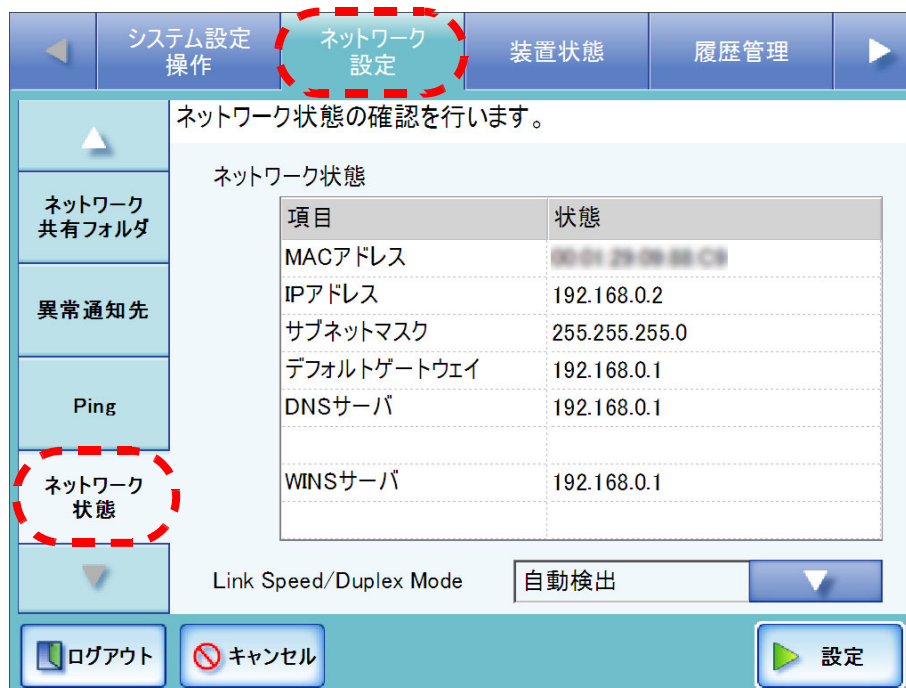 システム設定
操作
ネットワーク
設定
装置状態
履歴管理
ネットワーク状態の確認を行います。
ネットワーク
共有フォルダ
異常通知先
Ping
ネットワーク
状態
ネットワーク状態
項目 状態
MACアドレス
IPアドレス 192.168.0.2
サブネットマスク 255.255.255.0
デフォルトゲートウェイ 192.168.0.1
DNSサーバ 192.168.0.1
WINSサーバ 192.168.0.1
Link Speed/Duplex Mode 自動検出
ログアウト キャンセル 設定